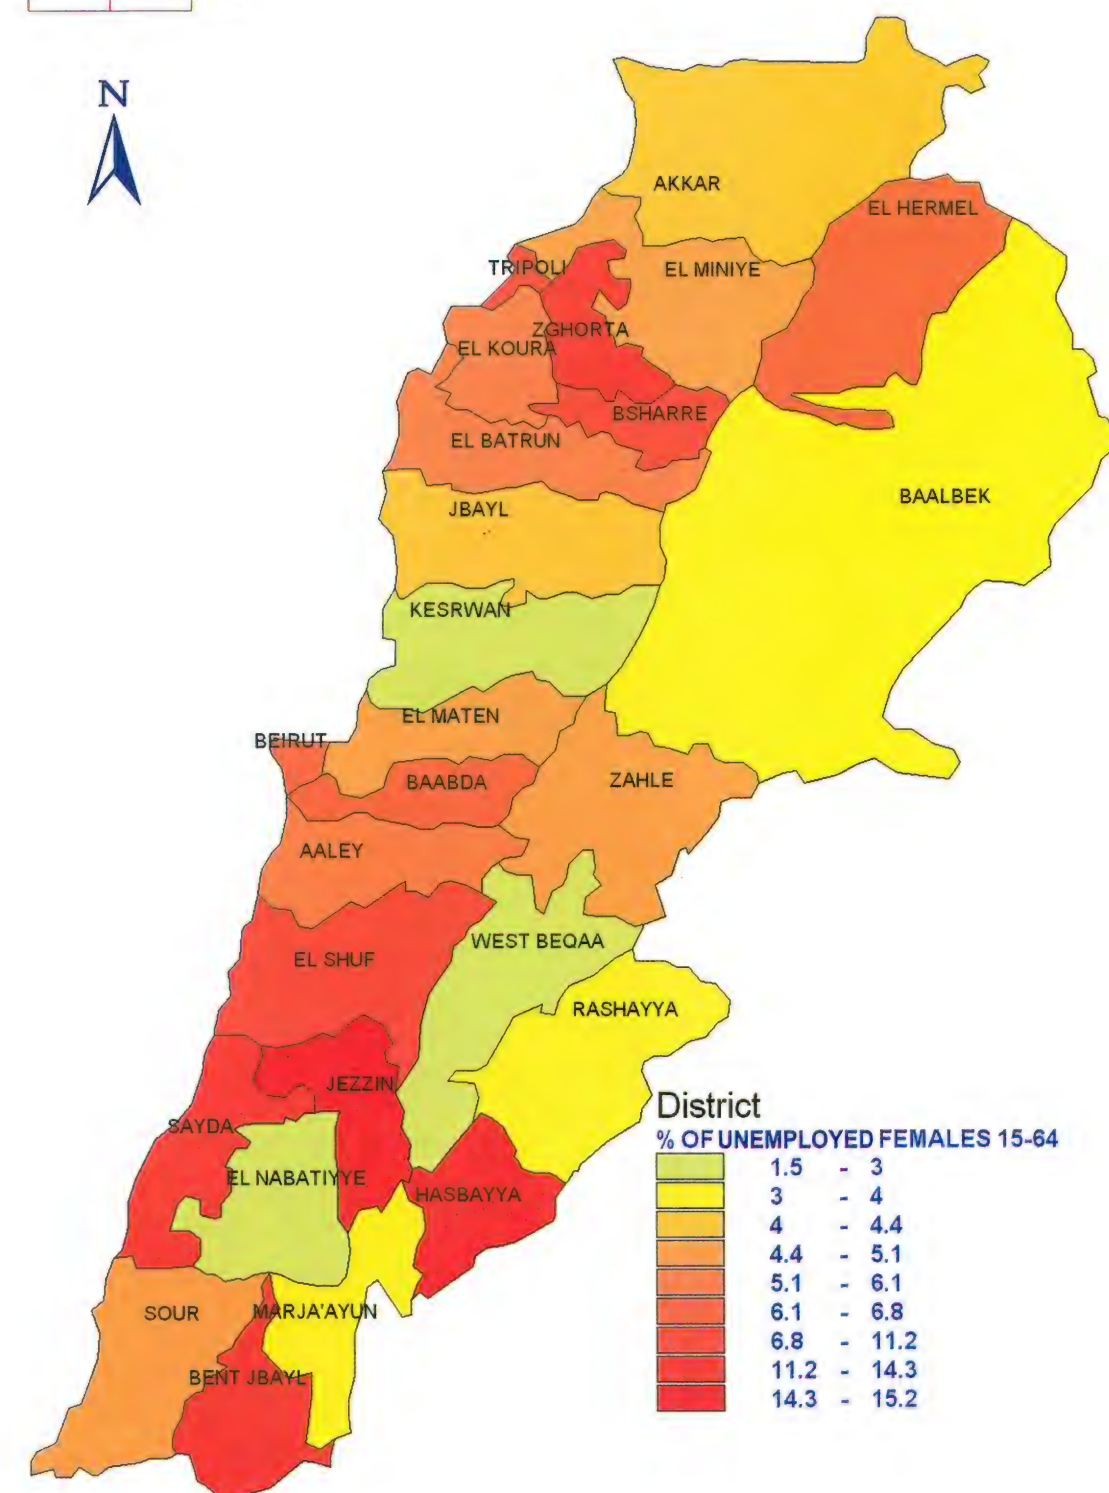 N
AKKAR
EL HERMEL
TRIPOLI
EL MINIYE
ZGHORTA
EL KOURA
BSHARRE
EL BATRUN
BAALBEK
JBAYL
KESRWAN
EL MATEN
BEIRUT
BAABDA
ZAHLE
AALEY
WEST BEQAA
EL SHUF
RASHAYYA
JEZZIN
District
SAYDA
% OF UNEMPLOYED FEMALES 15-64
1.5 - 3
EL NABATIYYE
HASBAYYA
3 - 4
4 - 4.4
4.4 - 5.1
5.1 - 6.1
SOUR
MARJA'AYUN
6.1 - 6.8
6.8 - 11.2
BENT JBAYL
11.2 - 14.3
14.3 - 15.2